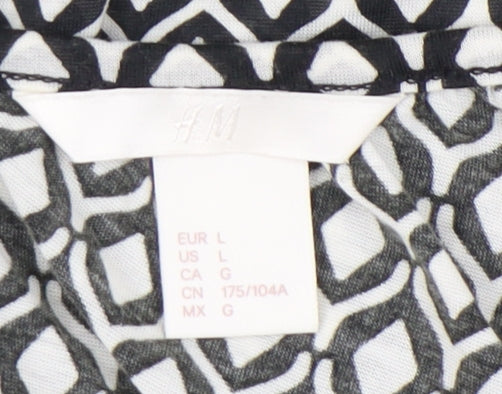 H&M
EUR L
US L
CA G
CN 175/104A
MX G